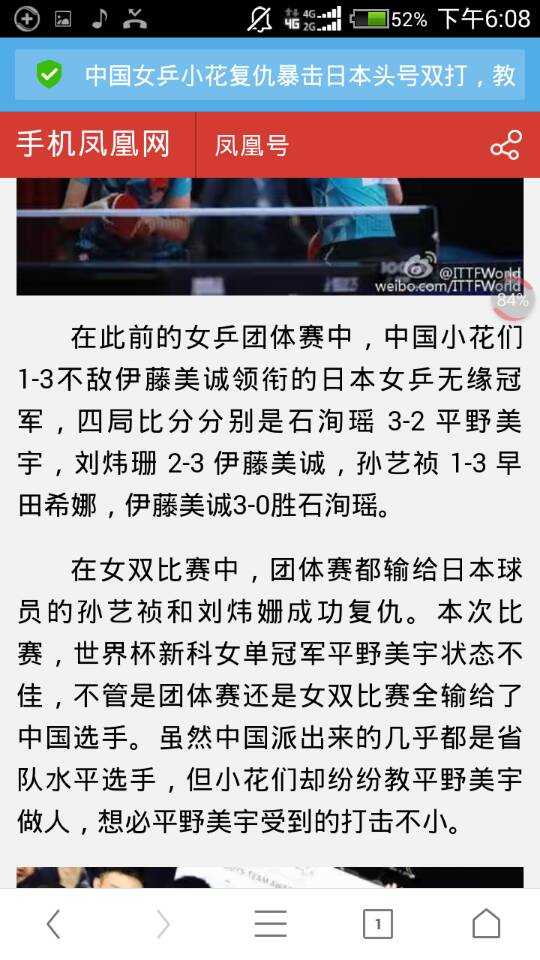 4G 4G 2G 52% 下午6:08
中国女乒小花复仇暴击日本头号双打，教
手机凤凰网 凤凰号
@ITTFWorld
weibo.com/ITTFWorld
84%
在此前的女乒团体赛中，中国小花们
1-3不敌伊藤美诚领衔的日本女乒无缘冠
军，四局比分分别是石洵瑶 3-2 平野美
宇，刘炜珊 2-3 伊藤美诚，孙艺祯 1-3 早
田希娜，伊藤美诚3-0胜石洵瑶。
在女双比赛中，团体赛都输给日本球
员的孙艺祯和刘炜姗成功复仇。本次比
赛，世界杯新科女单冠军平野美宇状态不
佳，不管是团体赛还是女双比赛全输给了
中国选手。虽然中国派出来的几乎都是省
队水平选手，但小花们却纷纷教平野美宇
做人，想必平野美宇受到的打击不小。
1